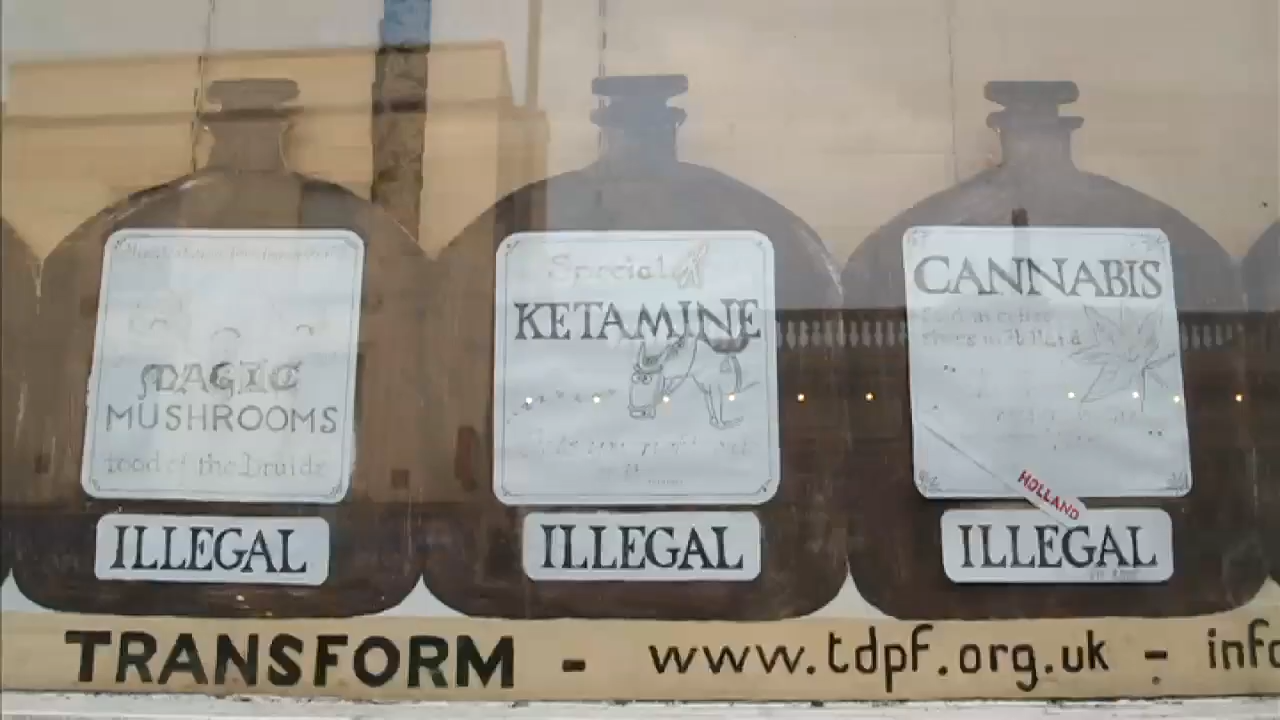 MAGIC
MUSHROOMS
food of the Druids
ILLEGAL
Special
KETAMINE
ILLEGAL
CANNABIS
HOLLAND
ILLEGAL
TRANSFORM - www.tdpf.org.uk - info